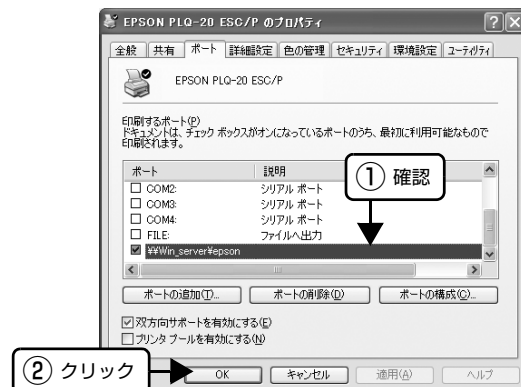 EPSON PLQ-20 ESC/P のプロパティ
全般 共有 ポート 詳細設定 色の管理 セキュリティ 環境設定 ユーティリティ
EPSON PLQ-20 ESC/P
印刷するポート(P)
ドキュメントは、チェック ボックスがオンになっているポートのうち、最初に利用可能なもので
印刷されます。
ポート 説明
COM2: シリアル ポート
COM3: シリアル ポート
COM4: シリアル ポート
FILE: ファイルへ出力
¥¥Win_server¥epson
① 確認
ポートの追加(T)... ポートの削除(D) ポートの構成(C)...
双方向サポートを有効にする(E)
プリンタ プールを有効にする(N)
② クリック
OK キャンセル 適用(A) ヘルプ